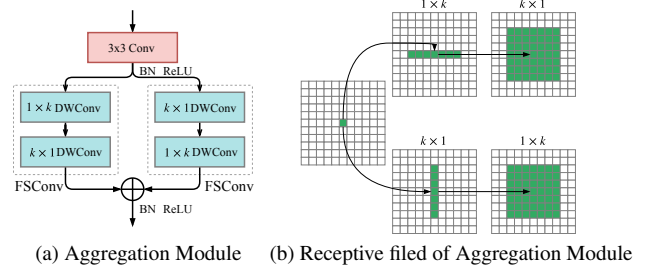 3x3 Conv
BN ReLU
1 × k DWConv
k × 1 DWConv
k × 1 DWConv
1 × k DWConv
FSConv
FSConv
BN ReLU
(a) Aggregation Module
1 × k
k × 1
k × 1
1 × k
(b) Receptive filed of Aggregation Module